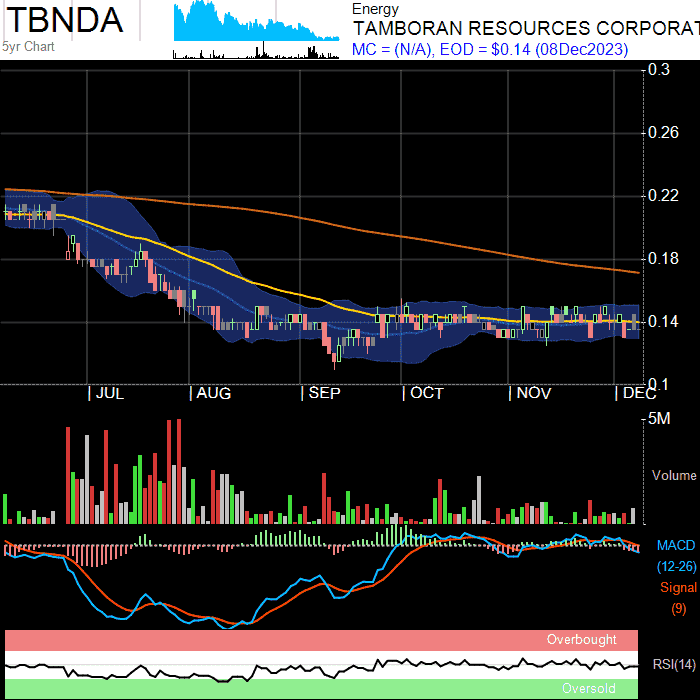 TBNDA
5yr Chart
Energy
TAMBORAN RESOURCES CORPORAT
MC = (N/A), EOD = $0.14 (08Dec2023)
0.3
0.26
0.22
0.18
0.14
0.1
JUL AUG SEP OCT NOV DEC
5M
Volume
MACD
(12-26)
Signal
(9)
Overbought
RSI(14)
Oversold